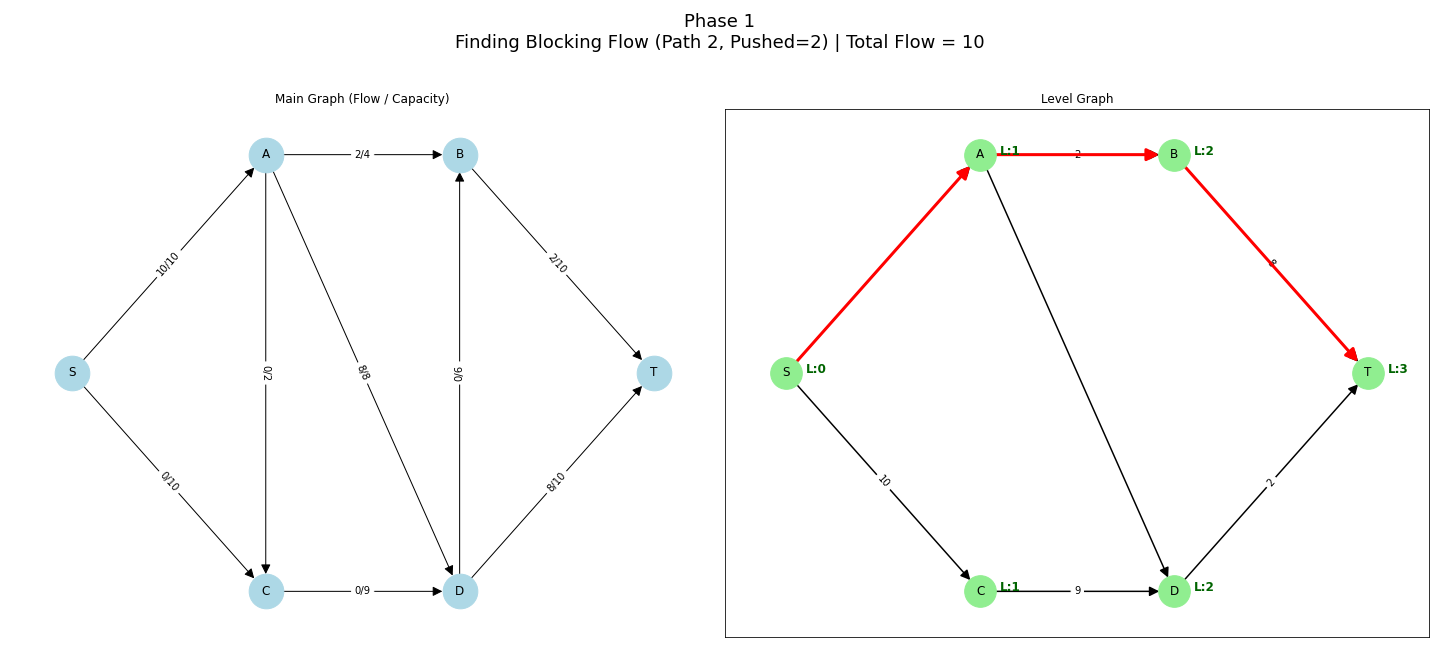 Phase 1
Finding Blocking Flow (Path 2, Pushed=2) | Total Flow = 10
Main Graph (Flow / Capacity)
A
2/4
B
10/10
2/10
S
0/2
8/8
0/6
T
0/10
8/10
C
0/9
D
Level Graph
A
L:1
2
B
L:2
8
S
L:0
T
L:3
10
2
C
L:1
9
D
L:2